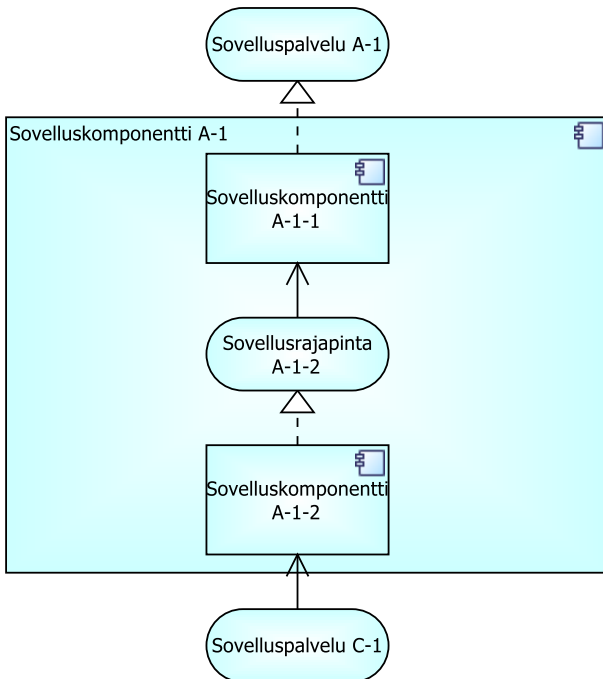 Sovelluspalvelu A-1
Sovelluskomponentti A-1
Sovelluskomponentti
A-1-1
Sovellusrajapinta
A-1-2
Sovelluskomponentti
A-1-2
Sovelluspalvelu C-1